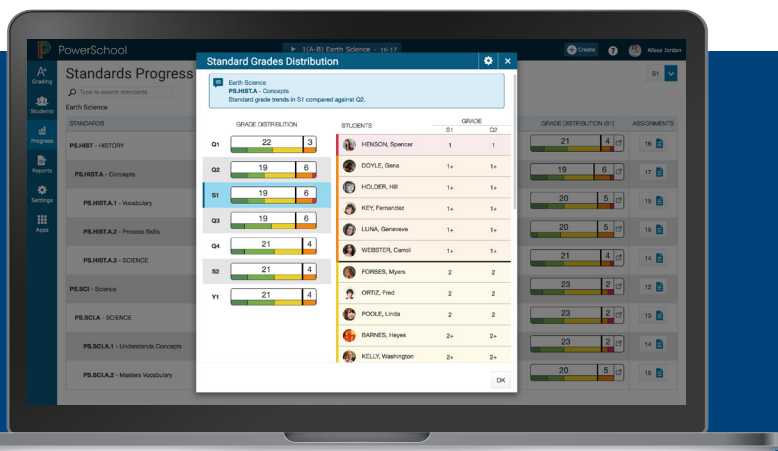 PowerSchool
1(A-B) Earth Science - 16-17
Create
?
Alissa Jordan
A+
Grading
Students
Progress
Reports
Settings
Apps
Standards Progress
Type to search standards
Earth Science
S1
STANDARDS
GRADE DISTRIBUTION (S1)
ASSIGNMENTS
PS.HIST - HISTORY
21 4
16
PS.HIST.A - Concepts
19 6
17
PS.HIST.A.1 - Vocabulary
20 5
15
PS.HIST.A.2 - Process Skills
20 5
15
PS.HIST.A.3 - SCIENCE
21 4
14
PS.SCI - Science
23 2
12
PS.SCI.A - SCIENCE
23 2
13
PS.SCI.A.1 - Understands Concepts
23 2
14
PS.SCI.A.2 - Masters Vocabulary
20 5
15
Standard Grades Distribution
Earth Science
PS.HIST.A - Concepts
Standard grade trends in S1 compared against Q2.
GRADE DISTRIBUTION
Q1 22 3
Q2 19 6
S1 19 6
Q3 19 6
Q4 21 4
S2 21 4
Y1 21 4
STUDENTS
GRADE
S1 Q2
HENSON, Spencer 1 1
DOYLE, Gena 1+ 1+
HOLDER, Hill 1+ 1+
KEY, Fernandez 1+ 1+
LUNA, Geneveve 1+ 1+
WEBSTER, Carroll 1+ 1+
FORBES, Myers 2 2
ORTIZ, Fred 2 2
POOLE, Linda 2 2
BARNES, Hayes 2+ 2+
KELLY, Washington 2+ 2+
OK